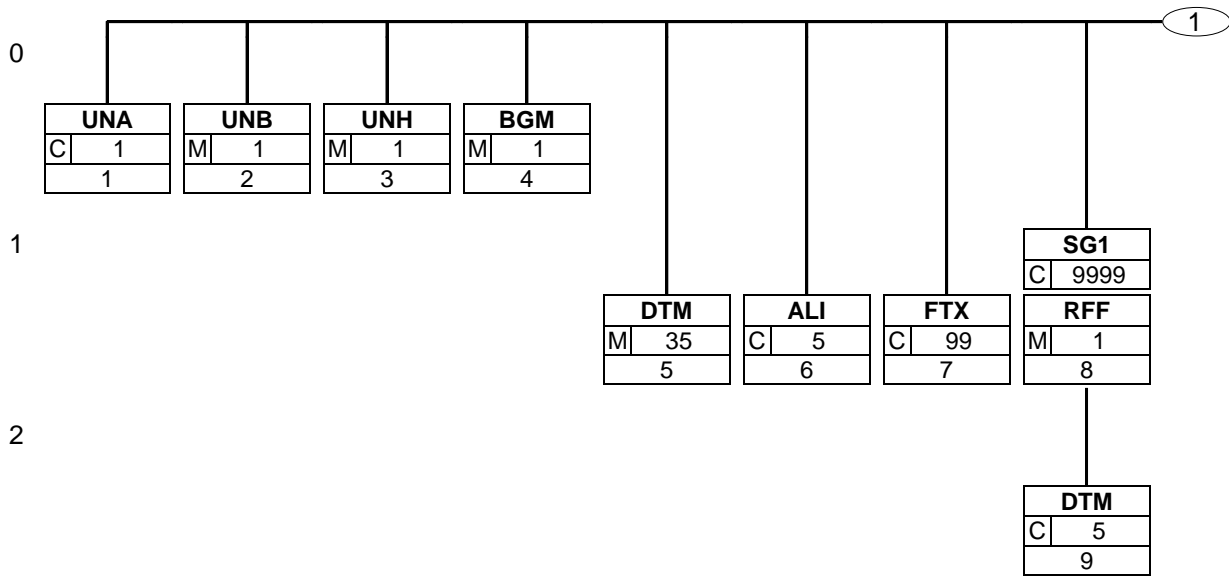 1
0
UNA UNB UNH BGM
C 1 M 1 M 1 M 1
1 2 3 4
1
SG1
C 9999
DTM ALI FTX RFF
M 35 C 5 C 99 M 1
5 6 7 8
2
DTM
C 5
9